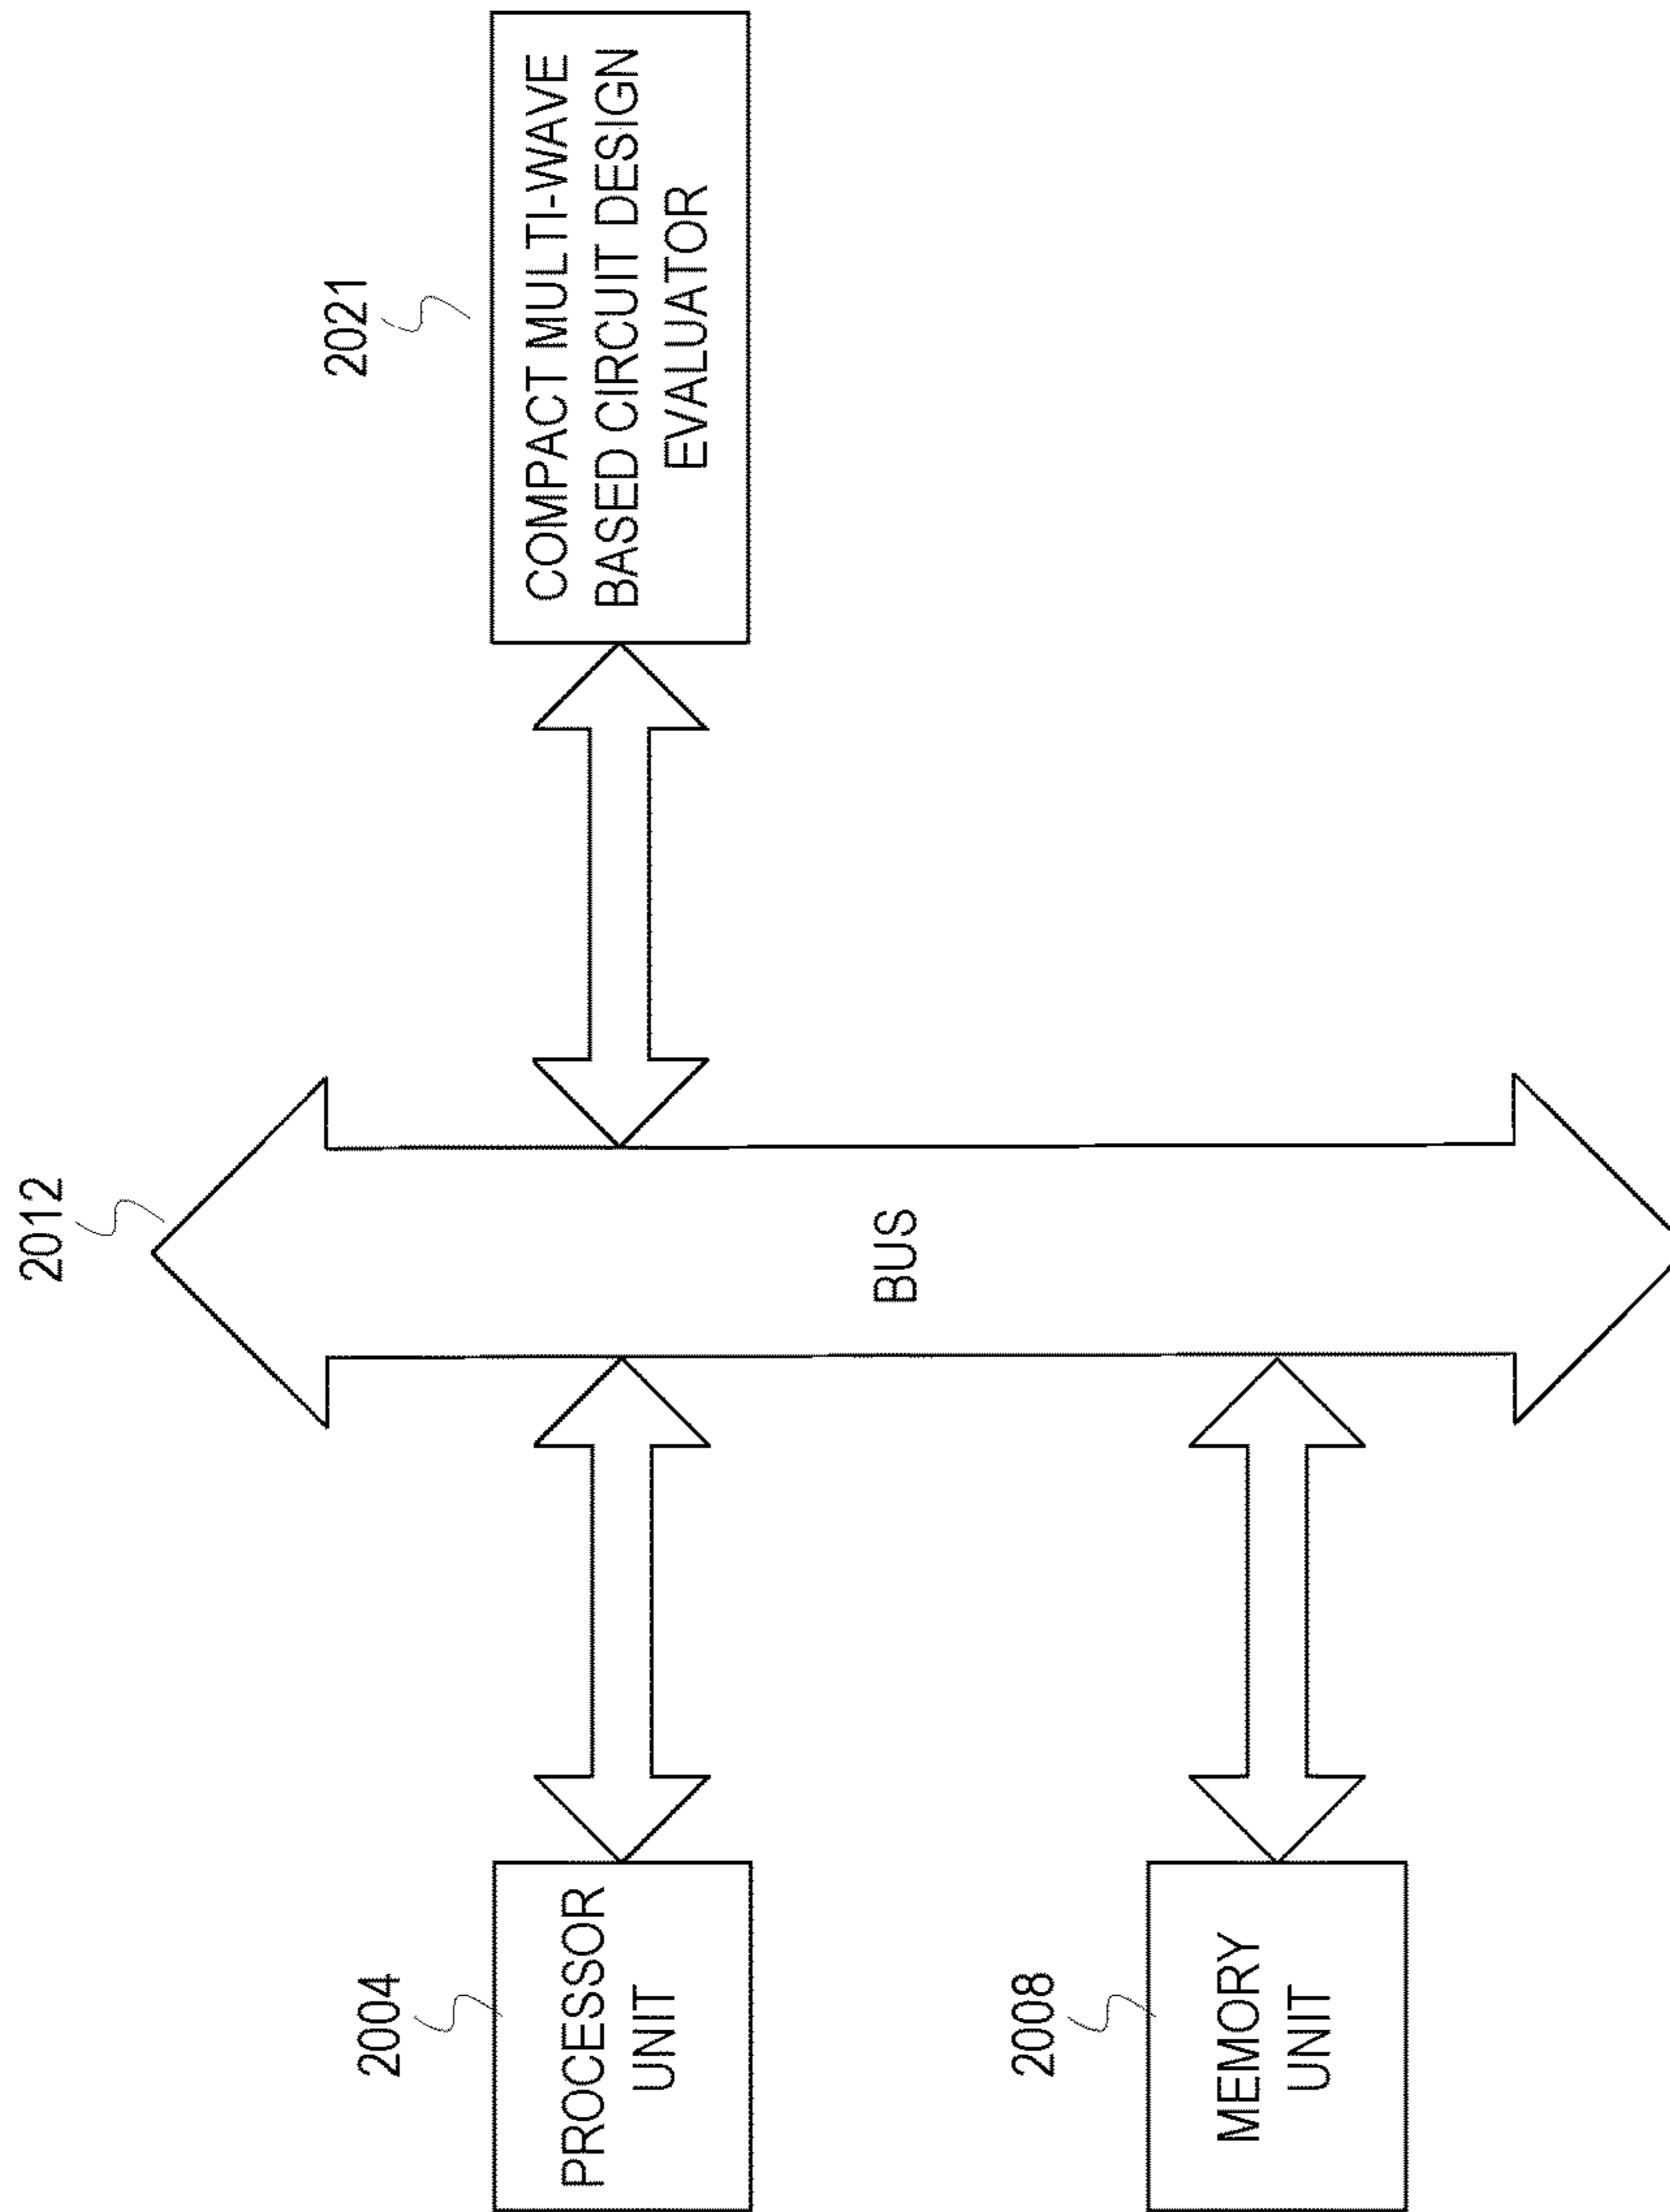 2004
PROCESSOR
UNIT
2008
MEMORY
UNIT
2012
BUS
2021
COMPACT MULTI-WAVE
BASED CIRCUIT DESIGN
EVALUATOR